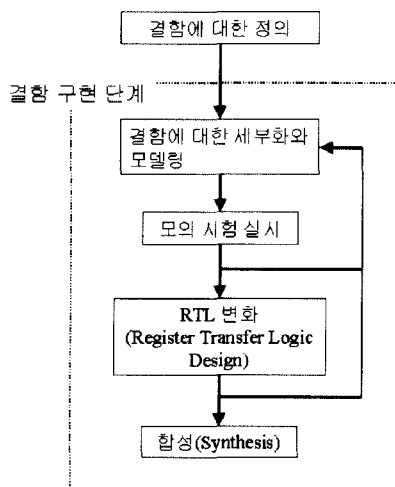 결함에 대한 정의
결함 구현 단계
결함에 대한 세부화와
모델링
모의 시험 실시
RTL 변화
(Register Transfer Logic
Design)
합성(Synthesis)